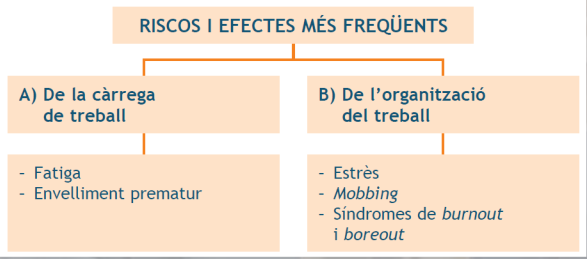 RISCOS I EFECTES MÉS FREQÜENTS
A) De la càrrega
de treball
B) De l'organització
del treball
- Fatiga
- Envelliment prematur
- Estrès
- Mobbing
- Síndromes de burnout
i boreout